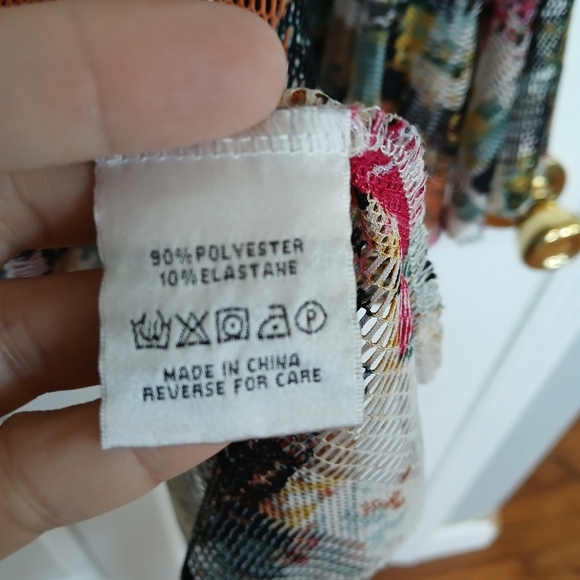 90% POLYESTER
10% ELASTANE
P
MADE IN CHINA
REVERSE FOR CARE